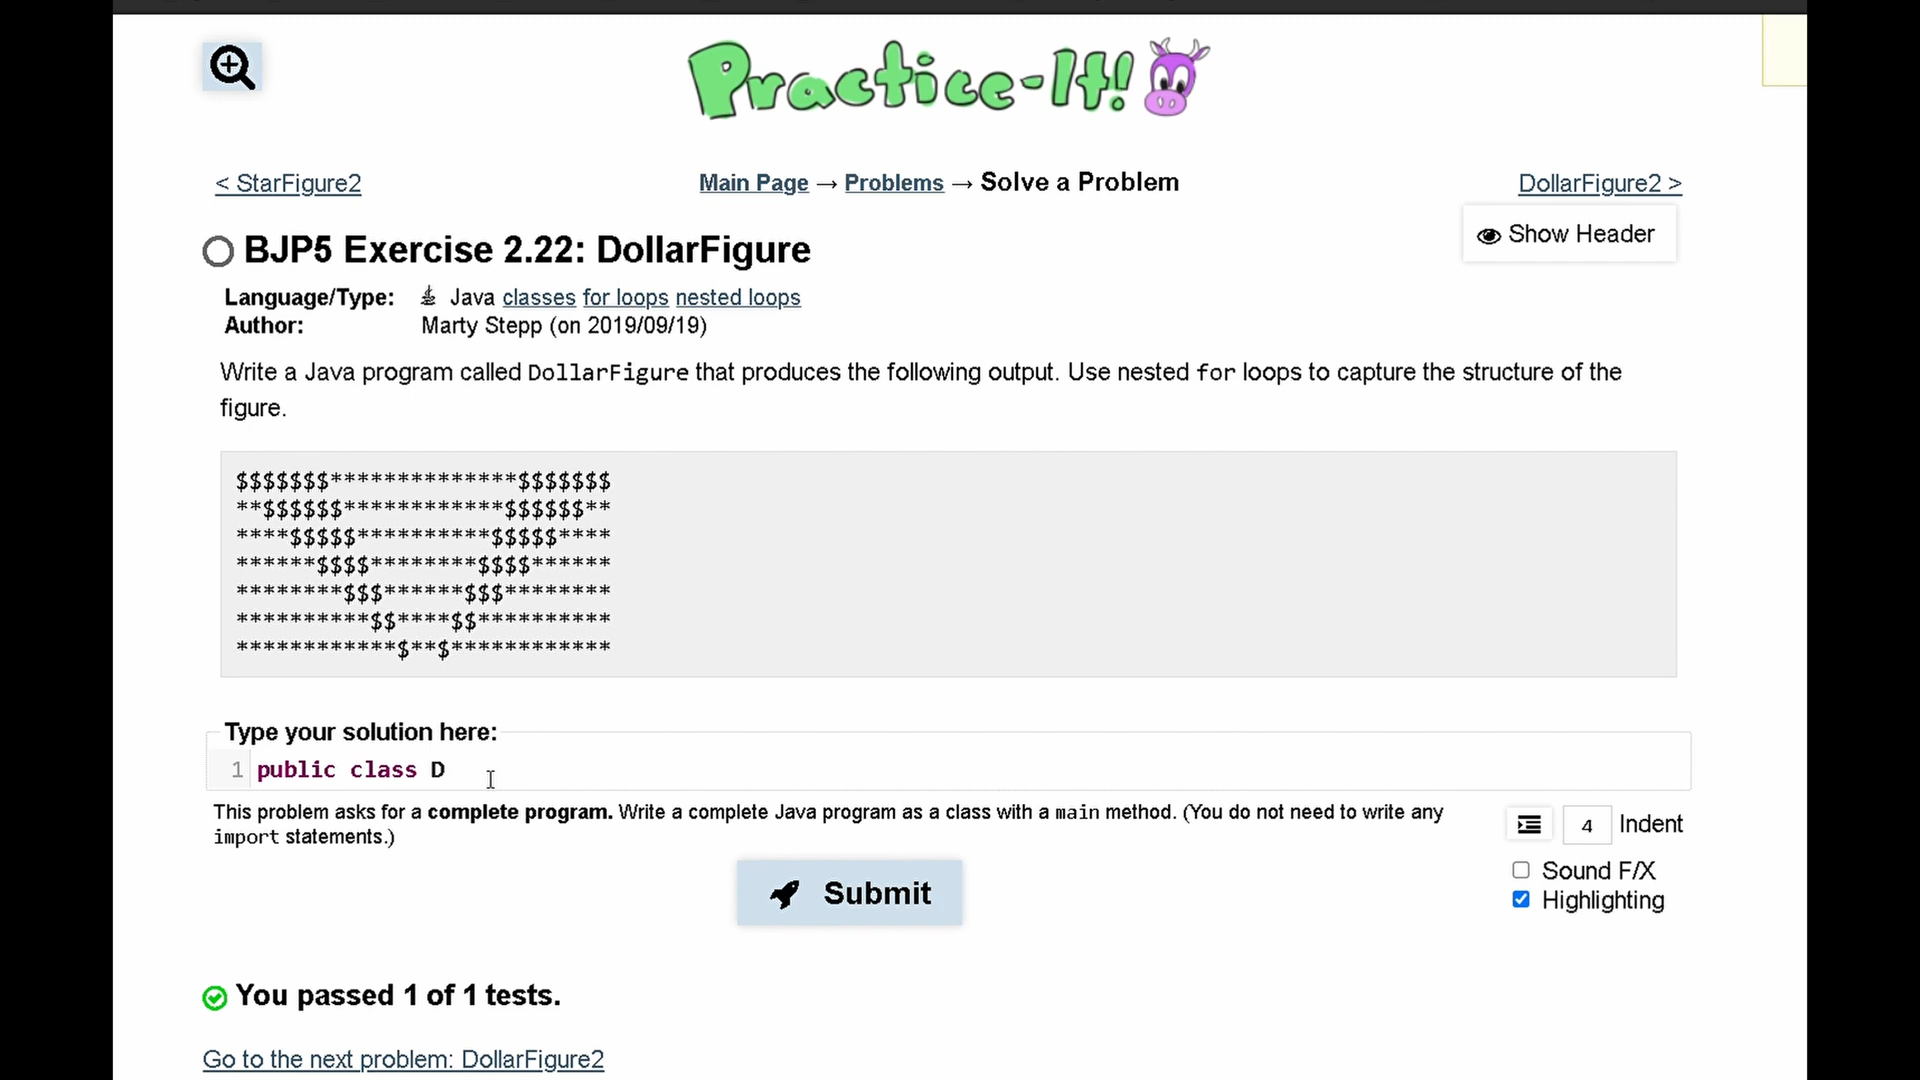 Practice-It!
< StarFigure2
Main Page → Problems → Solve a Problem
DollarFigure2 >
Show Header
BJP5 Exercise 2.22: DollarFigure
Language/Type: Java classes for loops nested loops
Author: Marty Stepp (on 2019/09/19)
Write a Java program called DollarFigure that produces the following output. Use nested for loops to capture the structure of the
figure.
$$$$$$$**************$$$$$$$
**$$$$$$************$$$$$$**
****$$$$$**********$$$$$****
******$$$$********$$$$******
********$$$******$$$********
**********$$****$$**********
************$**$************
Type your solution here:
1 public class D
This problem asks for a complete program. Write a complete Java program as a class with a main method. (You do not need to write any
import statements.)
4 Indent
Sound F/X
Highlighting
Submit
You passed 1 of 1 tests.
Go to the next problem: DollarFigure2